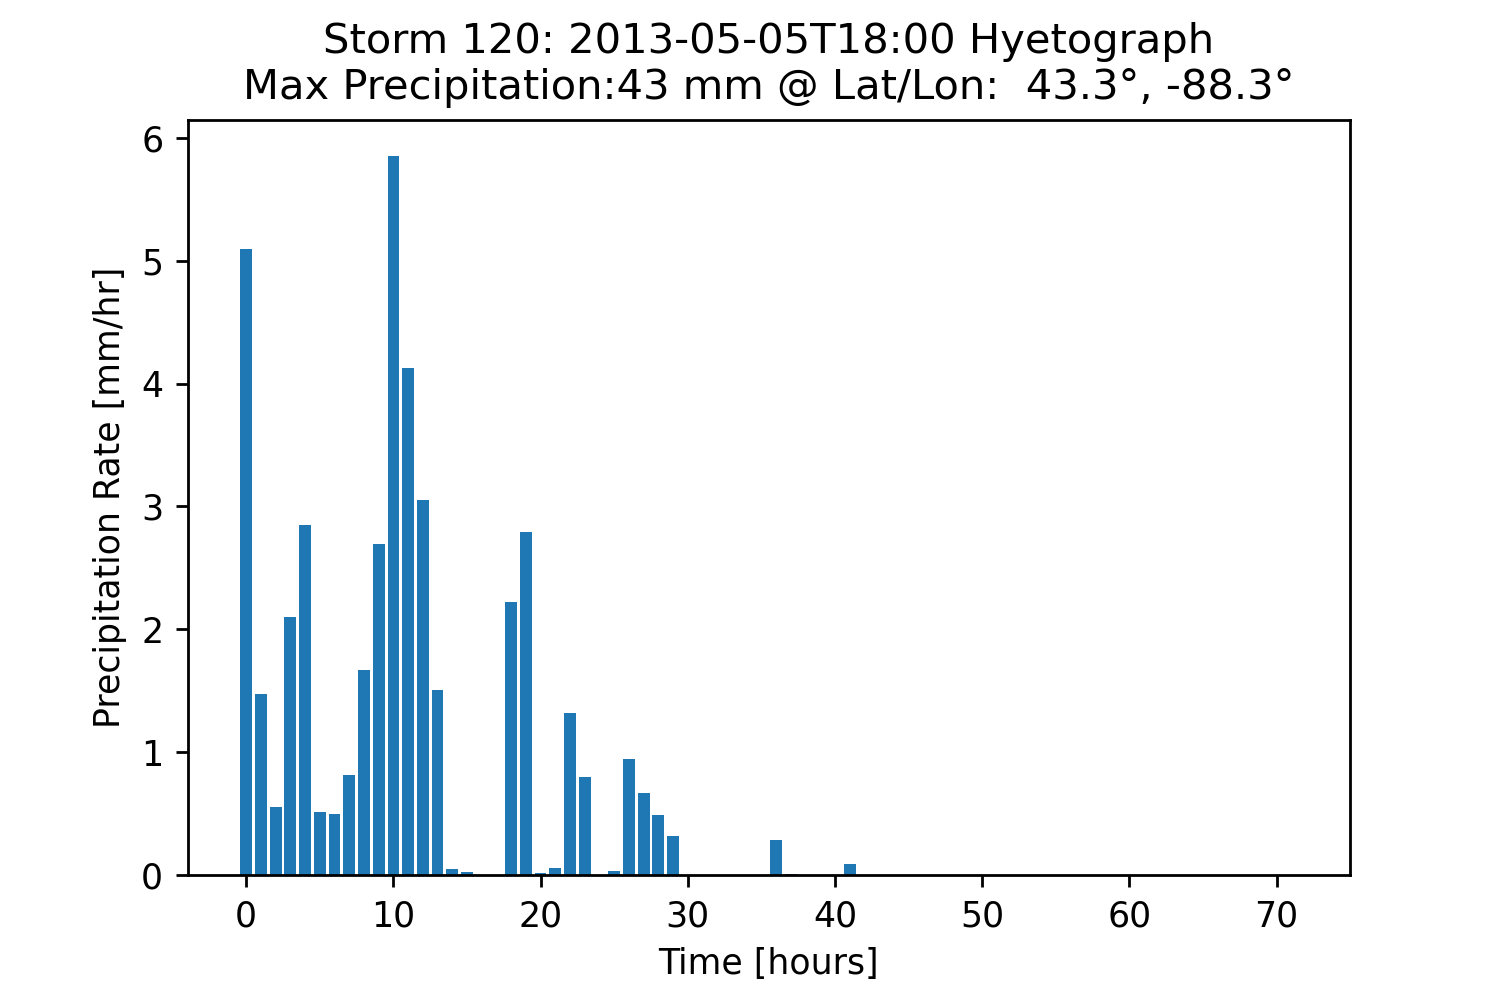 Storm 120: 2013-05-05T18:00 Hyetograph
Max Precipitation:43 mm @ Lat/Lon:  43.3°, -88.3°
Precipitation Rate [mm/hr]
6
5
4
3
2
1
0
0 10 20 30 40 50 60 70
Time [hours]